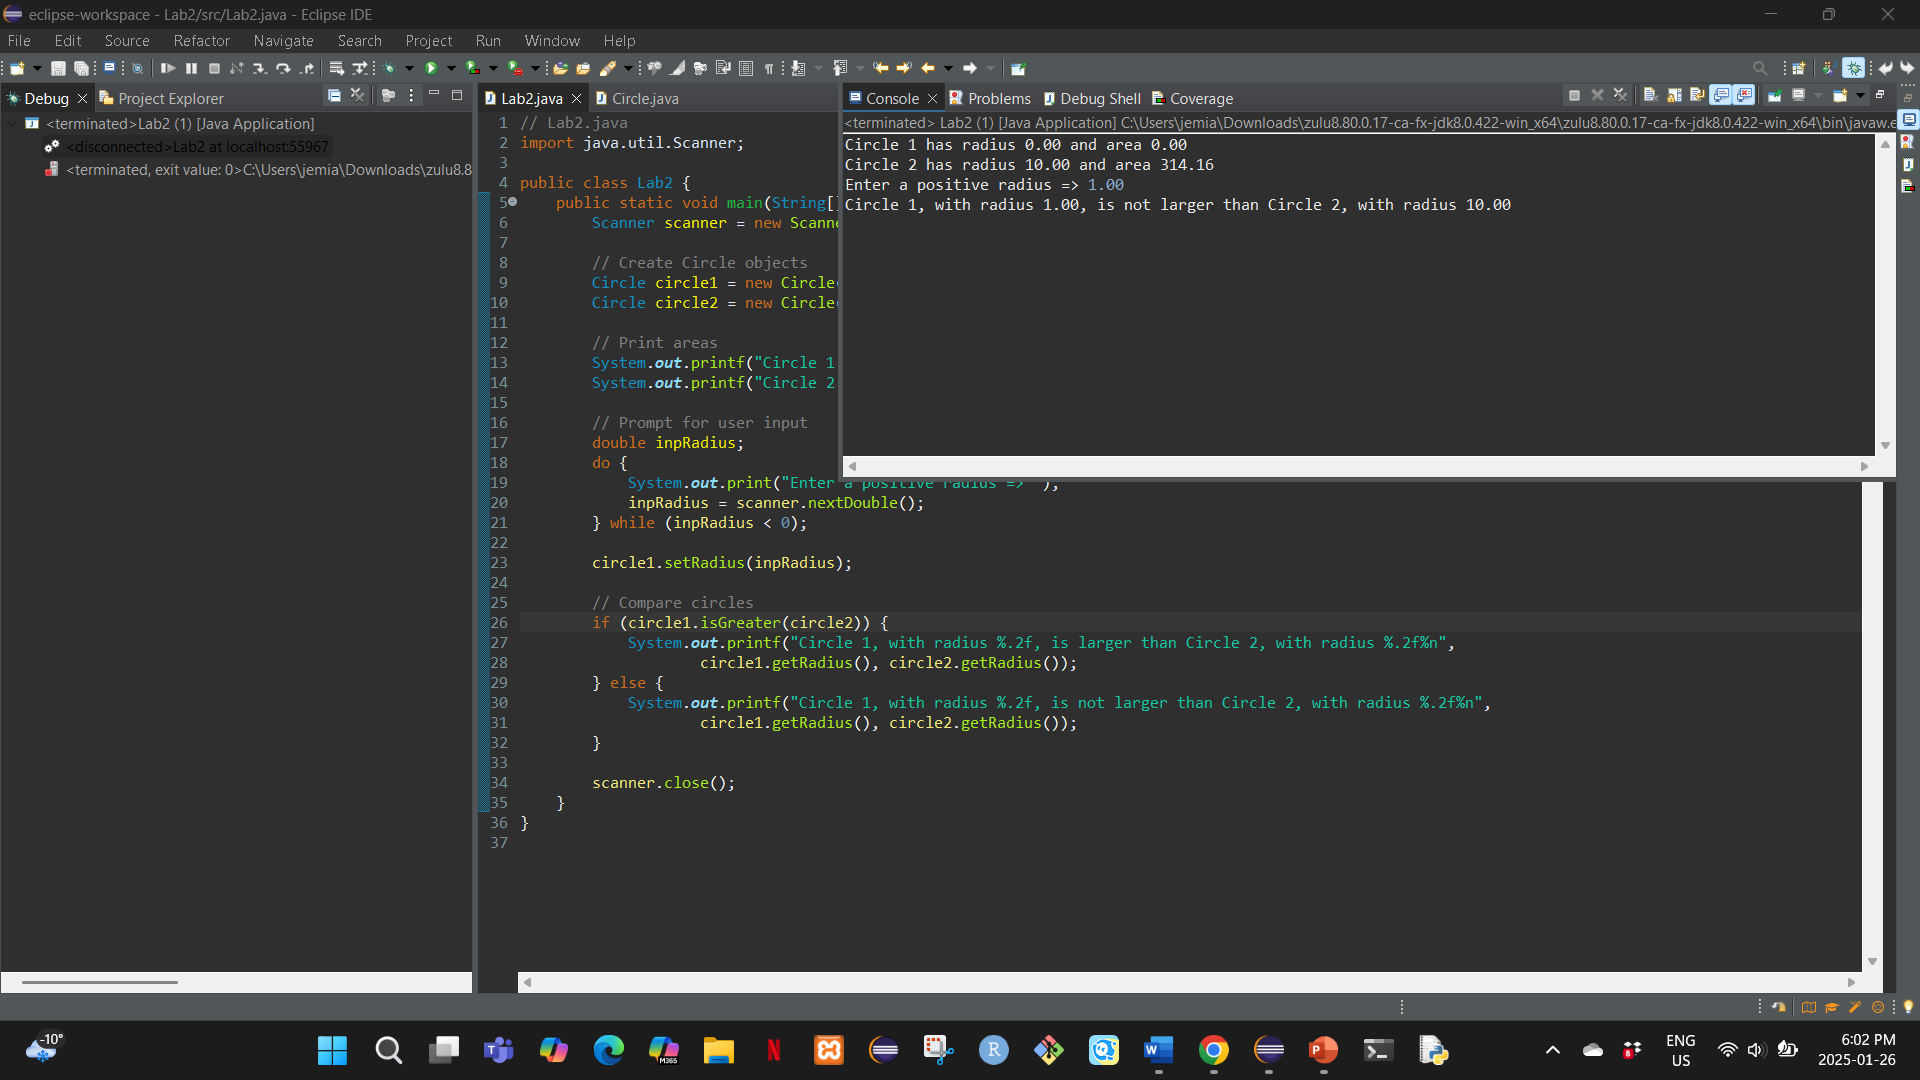 eclipse-workspace - Lab2/src/Lab2.java - Eclipse IDE
File Edit Source Refactor Navigate Search Project Run Window Help
Debug Project Explorer
<terminated>Lab2 (1) [Java Application]
<disconnected>Lab2 at localhost:55967
<terminated, exit value: 0>C:\Users\jemia\Downloads\zulu8.8
Lab2.java Circle.java
1 // Lab2.java
2 import java.util.Scanner;
3
4 public class Lab2 {
5 public static void main(String[]
6 Scanner scanner = new Scanne
7
8 // Create Circle objects
9 Circle circle1 = new Circle(
10 Circle circle2 = new Circle(
11
12 // Print areas
13 System.out.printf("Circle 1
14 System.out.printf("Circle 2
15
16 // Prompt for user input
17 double inpRadius;
18 do {
19 System.out.print("Enter a positive radius => ");
20 inpRadius = scanner.nextDouble();
21 } while (inpRadius < 0);
22
23 circle1.setRadius(inpRadius);
24
25 // Compare circles
26 if (circle1.isGreater(circle2)) {
27 System.out.printf("Circle 1, with radius %.2f, is larger than Circle 2, with radius %.2f%n",
28 circle1.getRadius(), circle2.getRadius());
29 } else {
30 System.out.printf("Circle 1, with radius %.2f, is not larger than Circle 2, with radius %.2f%n",
31 circle1.getRadius(), circle2.getRadius());
32 }
33
34 scanner.close();
35 }
36 }
37
Console Problems Debug Shell Coverage
<terminated> Lab2 (1) [Java Application] C:\Users\jemia\Downloads\zulu8.80.0.17-ca-fx-jdk8.0.422-win_x64\zulu8.80.0.17-ca-fx-jdk8.0.422-win_x64\bin\javaw.e
Circle 1 has radius 0.00 and area 0.00
Circle 2 has radius 10.00 and area 314.16
Enter a positive radius => 1.00
Circle 1, with radius 1.00, is not larger than Circle 2, with radius 10.00
-10°
M365
ENG
US
6:02 PM
2025-01-26